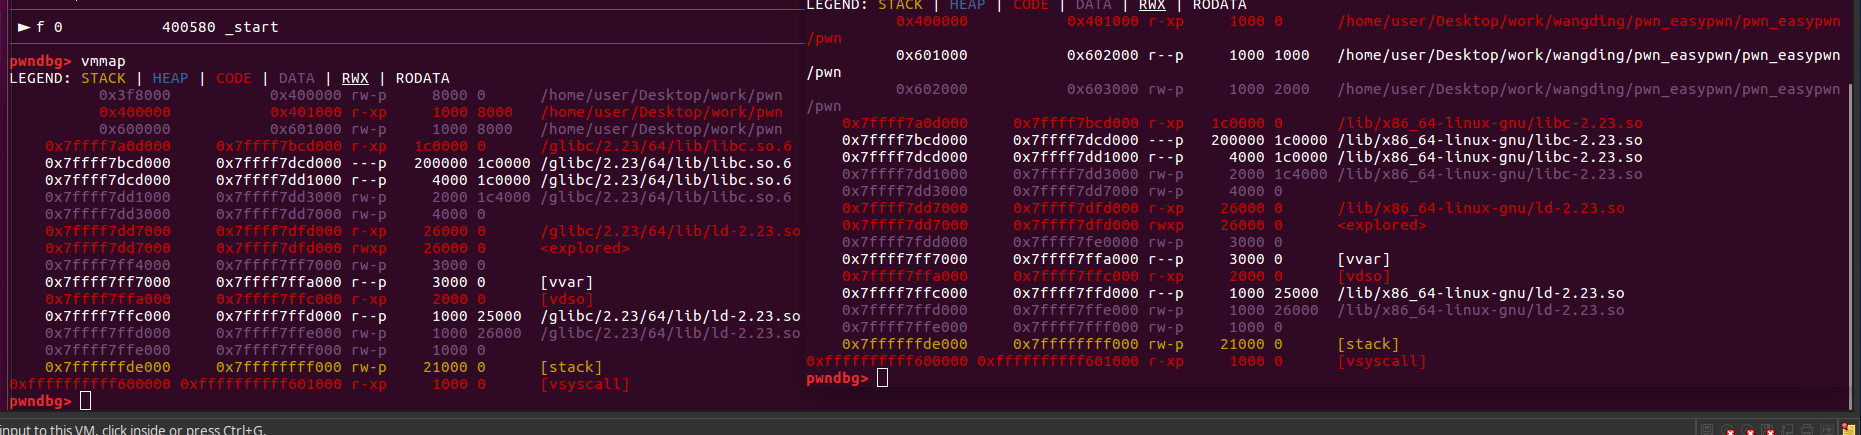 ► f 0 400580 _start
pwndbg> vmmap
LEGEND: STACK | HEAP | CODE | DATA | RWX | RODATA
0x3f8000 0x400000 rw-p 8000 0 /home/user/Desktop/work/pwn
0x400000 0x401000 r-xp 1000 8000 /home/user/Desktop/work/pwn
0x600000 0x601000 rw-p 1000 8000 /home/user/Desktop/work/pwn
0x7ffff7a0d000 0x7ffff7bcd000 r-xp 1c0000 0 /glibc/2.23/64/lib/libc.so.6
0x7ffff7bcd000 0x7ffff7dcd000 ---p 200000 1c0000 /glibc/2.23/64/lib/libc.so.6
0x7ffff7dcd000 0x7ffff7dd1000 r--p 4000 1c0000 /glibc/2.23/64/lib/libc.so.6
0x7ffff7dd1000 0x7ffff7dd3000 rw-p 2000 1c4000 /glibc/2.23/64/lib/libc.so.6
0x7ffff7dd3000 0x7ffff7dd7000 rw-p 4000 0
0x7ffff7dd7000 0x7ffff7dfd000 r-xp 26000 0 /glibc/2.23/64/lib/ld-2.23.so
0x7ffff7dd7000 0x7ffff7dfd000 rwxp 26000 0 <explored>
0x7ffff7ff4000 0x7ffff7ff7000 rw-p 3000 0
0x7ffff7ff7000 0x7ffff7ffa000 r--p 3000 0 [vvar]
0x7ffff7ffa000 0x7ffff7ffc000 r-xp 2000 0 [vdso]
0x7ffff7ffc000 0x7ffff7ffd000 r--p 1000 25000 /glibc/2.23/64/lib/ld-2.23.so
0x7ffff7ffd000 0x7ffff7ffe000 rw-p 1000 26000 /glibc/2.23/64/lib/ld-2.23.so
0x7ffff7ffe000 0x7ffff7fff000 rw-p 1000 0
0x7ffffffde000 0x7ffffffff000 rw-p 21000 0 [stack]
0xffffffffff600000 0xffffffffff601000 r-xp 1000 0 [vsyscall]
pwndbg>
LEGEND: STACK | HEAP | CODE | DATA | RWX | RODATA
0x400000 0x401000 r-xp 1000 0 /home/user/Desktop/work/wangding/pwn_easypwn/pwn_easypwn
/pwn
0x601000 0x602000 r--p 1000 1000 /home/user/Desktop/work/wangding/pwn_easypwn/pwn_easypwn
/pwn
0x602000 0x603000 rw-p 1000 2000 /home/user/Desktop/work/wangding/pwn_easypwn/pwn_easypwn
/pwn
0x7ffff7a0d000 0x7ffff7bcd000 r-xp 1c0000 0 /lib/x86_64-linux-gnu/libc-2.23.so
0x7ffff7bcd000 0x7ffff7dcd000 ---p 200000 1c0000 /lib/x86_64-linux-gnu/libc-2.23.so
0x7ffff7dcd000 0x7ffff7dd1000 r--p 4000 1c0000 /lib/x86_64-linux-gnu/libc-2.23.so
0x7ffff7dd1000 0x7ffff7dd3000 rw-p 2000 1c4000 /lib/x86_64-linux-gnu/libc-2.23.so
0x7ffff7dd3000 0x7ffff7dd7000 rw-p 4000 0
0x7ffff7dd7000 0x7ffff7dfd000 r-xp 26000 0 /lib/x86_64-linux-gnu/ld-2.23.so
0x7ffff7dd7000 0x7ffff7dfd000 rwxp 26000 0 <explored>
0x7ffff7fdd000 0x7ffff7fe0000 rw-p 3000 0
0x7ffff7ff7000 0x7ffff7ffa000 r--p 3000 0 [vvar]
0x7ffff7ffa000 0x7ffff7ffc000 r-xp 2000 0 [vdso]
0x7ffff7ffc000 0x7ffff7ffd000 r--p 1000 25000 /lib/x86_64-linux-gnu/ld-2.23.so
0x7ffff7ffd000 0x7ffff7ffe000 rw-p 1000 26000 /lib/x86_64-linux-gnu/ld-2.23.so
0x7ffff7ffe000 0x7ffff7fff000 rw-p 1000 0
0x7ffffffde000 0x7ffffffff000 rw-p 21000 0 [stack]
0xffffffffff600000 0xffffffffff601000 r-xp 1000 0 [vsyscall]
pwndbg>
input to this VM, click inside or press Ctrl+G.